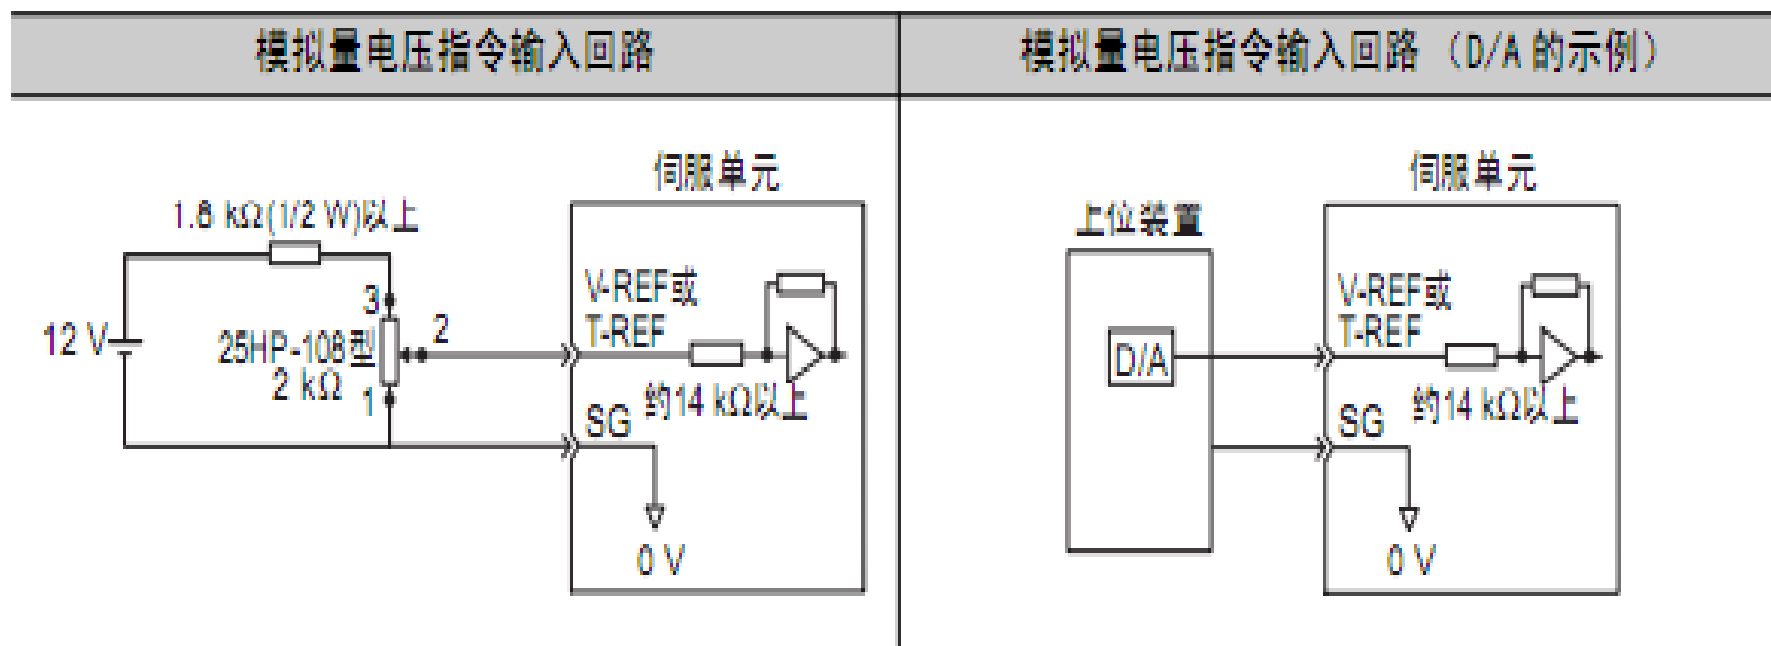 模拟量电压指令输入回路
模拟量电压指令输入回路 （D/A 的示例）
伺服单元
1.8 kΩ(1/2 W)以上
V-REF或
T-REF
3
2
12 V
25HP-10B型
2 kΩ
1
约14 kΩ以上
SG
0 V
伺服单元
上位装置
V-REF或
T-REF
D/A
约14 kΩ以上
SG
0 V